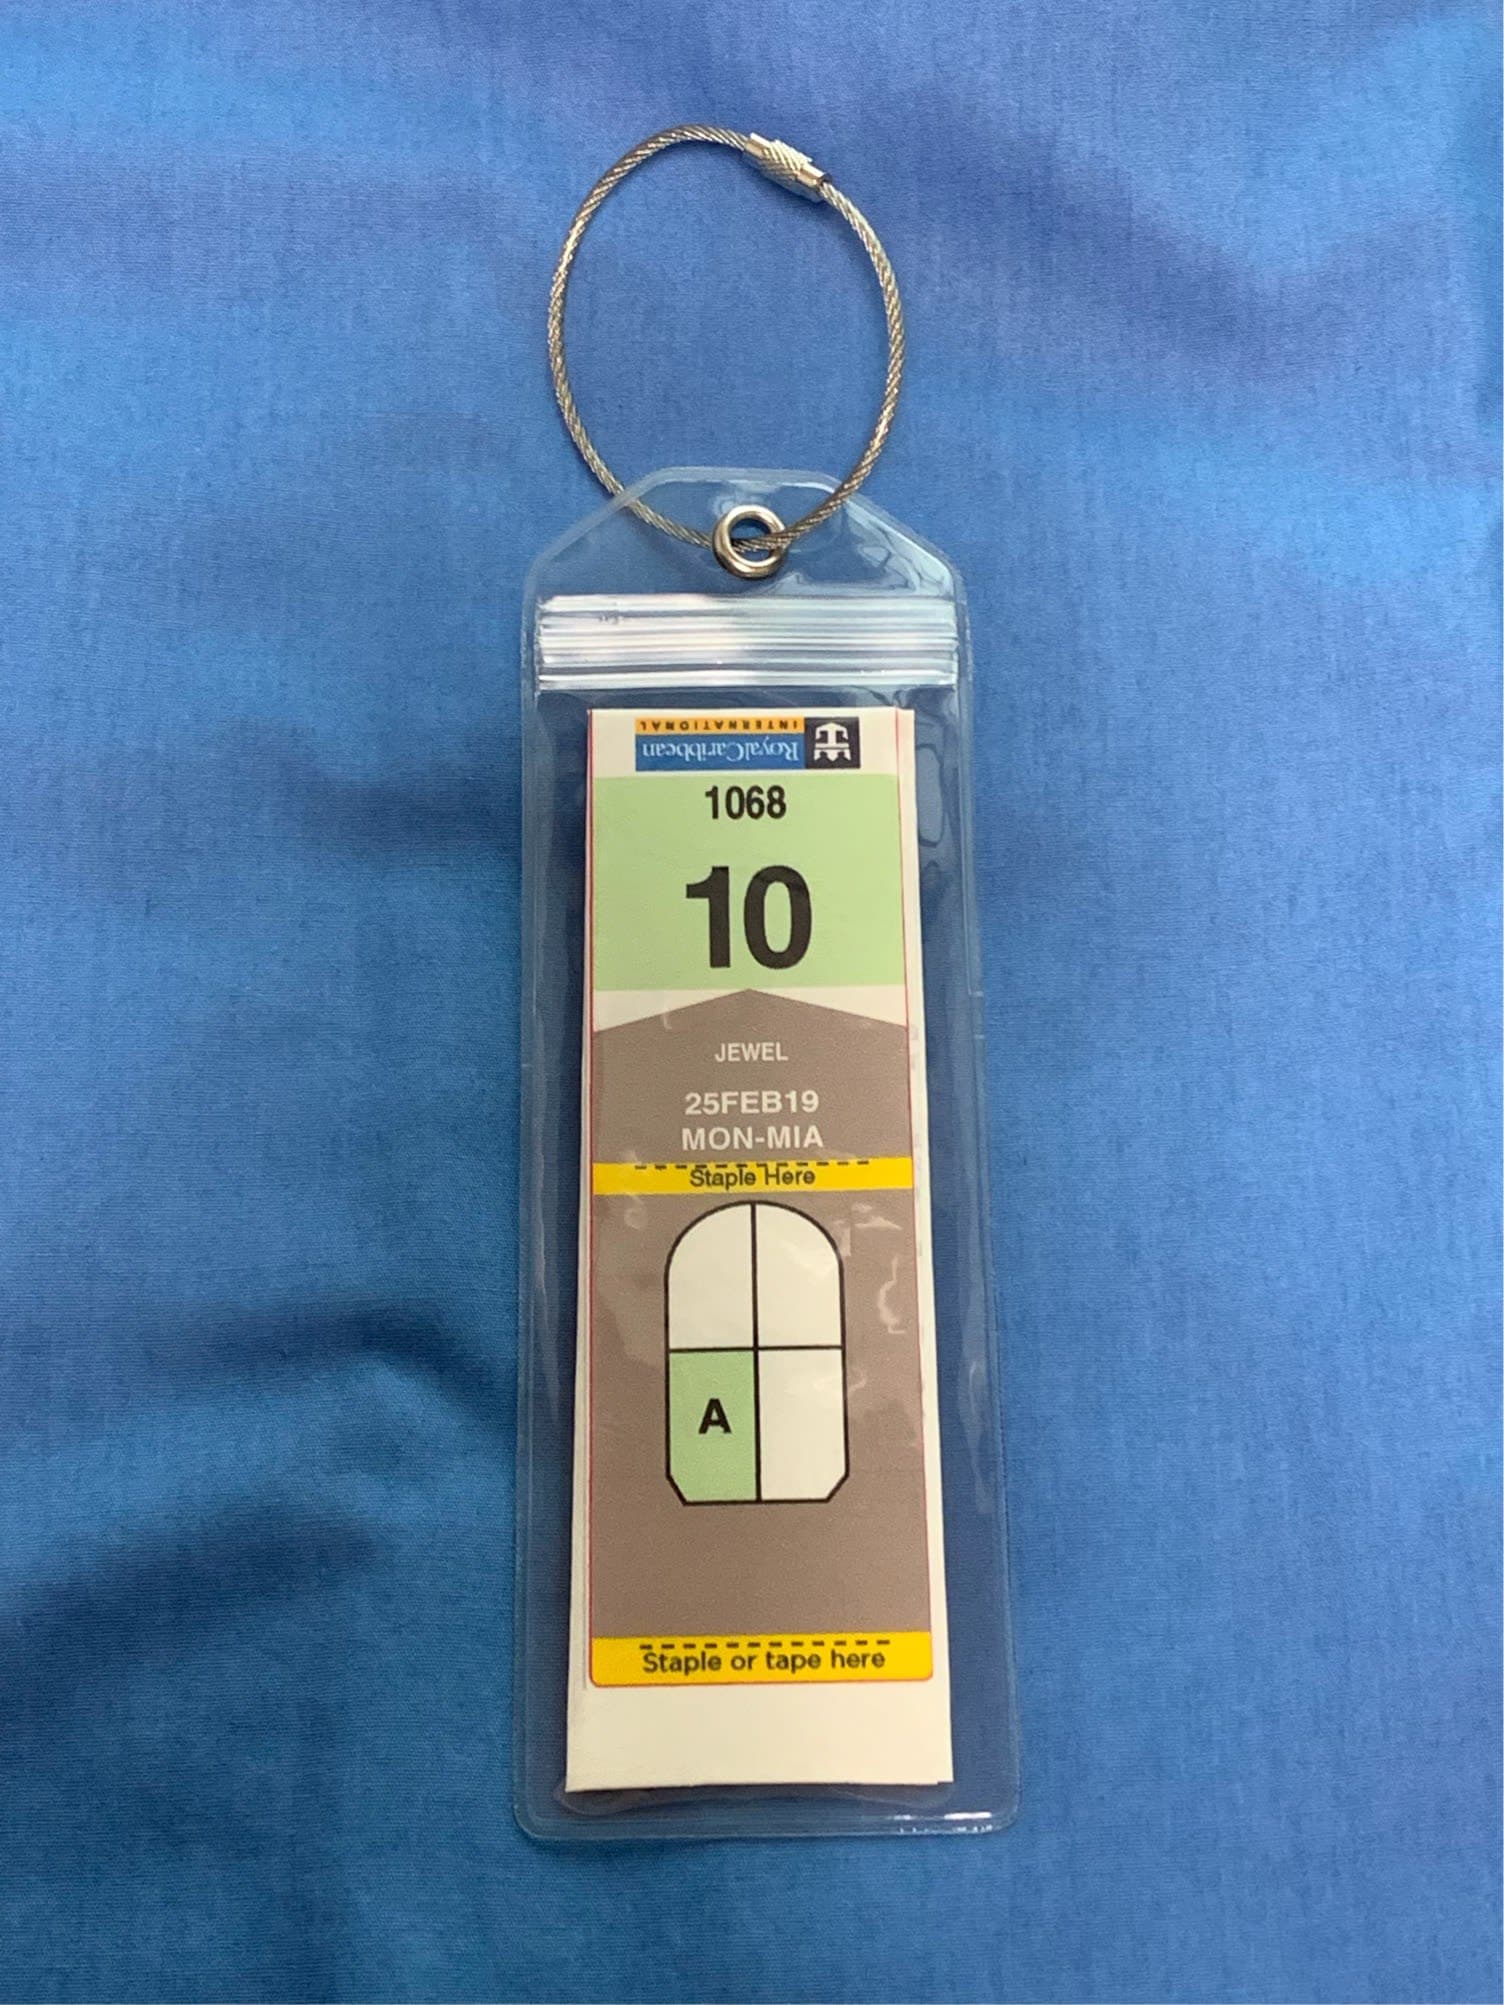 RoyalCaribbean
INTERNATIONAL
1068
10
JEWEL
25FEB19
MON-MIA
Staple Here
A
Staple or tape here